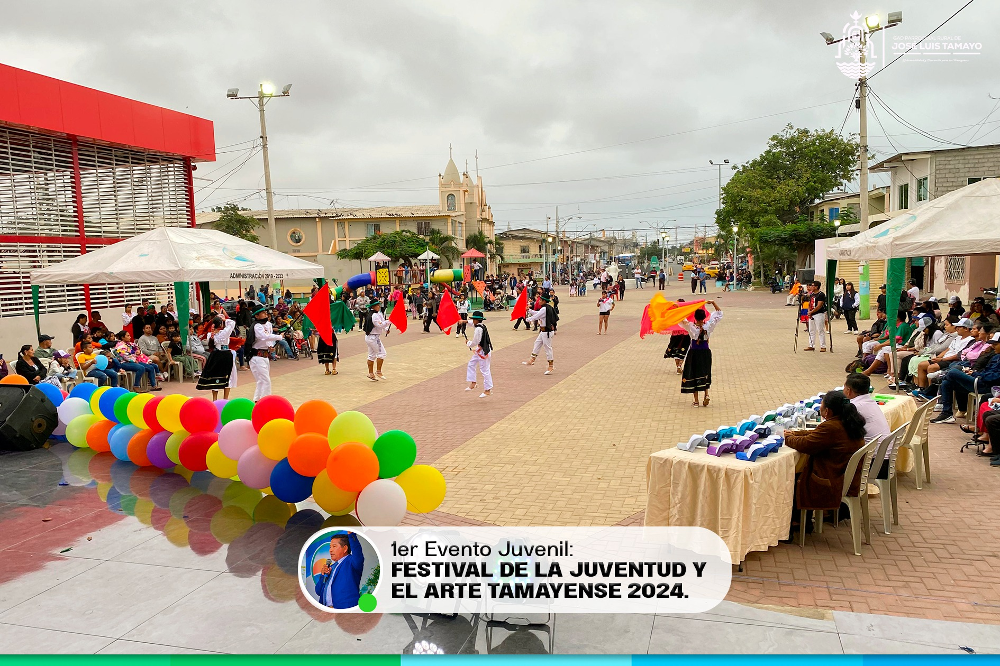 GAD PARROQUIAL RURAL DE
JOSÉ LUIS TAMAYO
ADMINISTRACIÓN 2019 - 2023
1er Evento Juvenil:
FESTIVAL DE LA JUVENTUD Y
EL ARTE TAMAYENSE 2024.